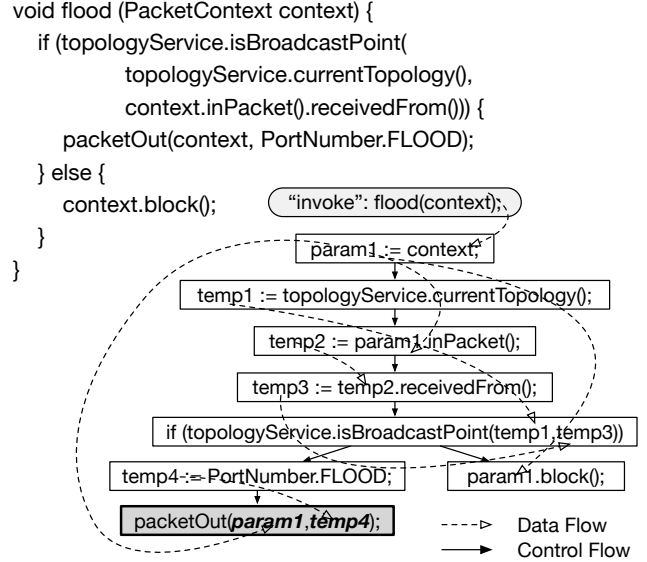 void flood (PacketContext context) {
if (topologyService.isBroadcastPoint(
topologyService.currentTopology(),
context.inPacket().receivedFrom())) {
packetOut(context, PortNumber.FLOOD);
} else {
context.block();
}
}
“invoke”: flood(context);
param1 := context;
temp1 := topologyService.currentTopology();
temp2 := param1.inPacket();
temp3 := temp2.receivedFrom();
if (topologyService.isBroadcastPoint(temp1,temp3))
temp4 := PortNumber.FLOOD;
param1.block();
packetOut(param1,temp4);
Data Flow
Control Flow